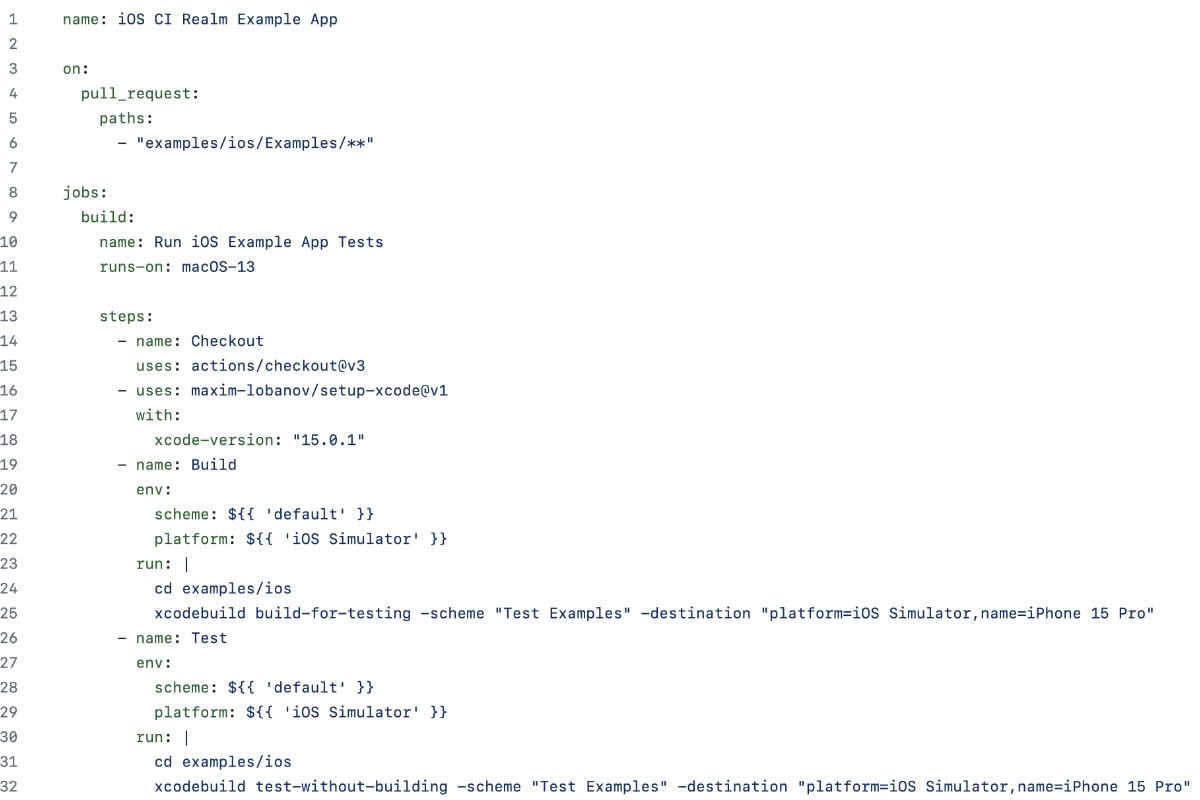 1 name: iOS CI Realm Example App
2
3 on:
4   pull_request:
5     paths:
6       - "examples/ios/Examples/**"
7
8 jobs:
9   build:
10     name: Run iOS Example App Tests
11     runs-on: macOS-13
12
13     steps:
14       - name: Checkout
15         uses: actions/checkout@v3
16       - uses: maxim-lobanov/setup-xcode@v1
17         with:
18           xcode-version: "15.0.1"
19       - name: Build
20         env:
21           scheme: ${{ 'default' }}
22           platform: ${{ 'iOS Simulator' }}
23         run: |
24           cd examples/ios
25           xcodebuild build-for-testing -scheme "Test Examples" -destination "platform=iOS Simulator,name=iPhone 15 Pro"
26       - name: Test
27         env:
28           scheme: ${{ 'default' }}
29           platform: ${{ 'iOS Simulator' }}
30         run: |
31           cd examples/ios
32           xcodebuild test-without-building -scheme "Test Examples" -destination "platform=iOS Simulator,name=iPhone 15 Pro"